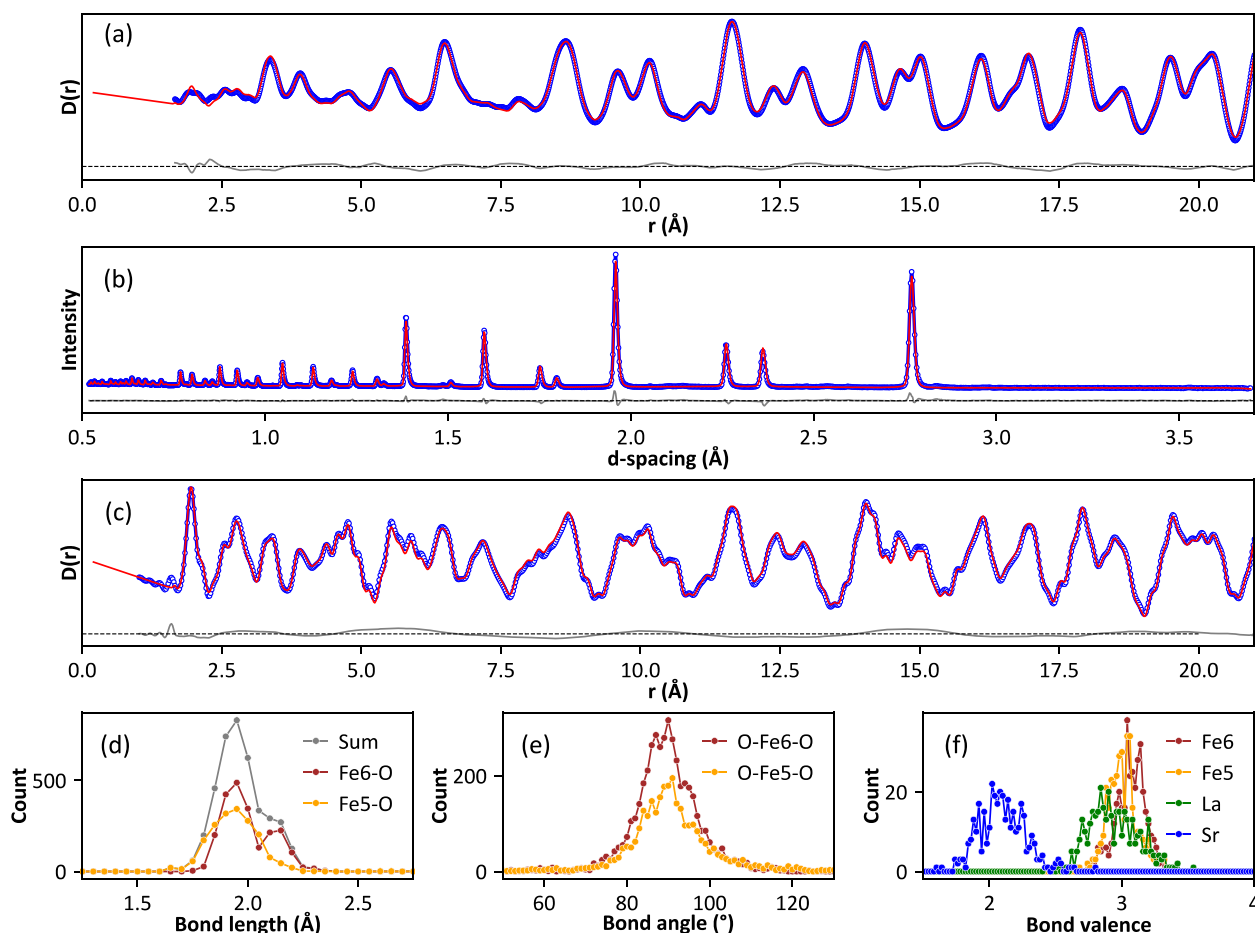 (a)
D(r)
0.0 2.5 5.0 7.5 10.0 12.5 15.0 17.5 20.0
r (Å)
(b)
Intensity
0.5 1.0 1.5 2.0 2.5 3.0 3.5
d-spacing (Å)
(c)
D(r)
0.0 2.5 5.0 7.5 10.0 12.5 15.0 17.5 20.0
r (Å)
(d)
Sum
Fe6-O
Fe5-O
Count
500
0
1.5 2.0 2.5
Bond length (Å)
(e)
O-Fe6-O
O-Fe5-O
Count
200
0
60 80 100 120
Bond angle (°)
(f)
Fe6
Fe5
La
Sr
Count
20
0
2 3 4
Bond valence